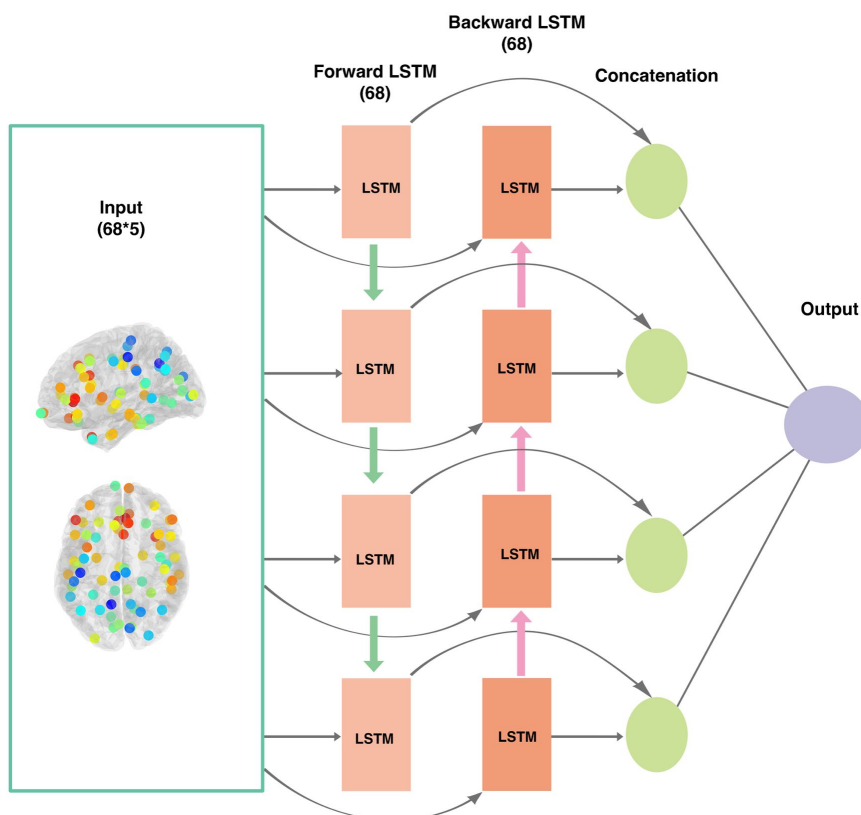 Backward LSTM
(68)
Forward LSTM
(68)
Concatenation
Input
(68*5)
LSTM
LSTM
Output
LSTM
LSTM
LSTM
LSTM
LSTM
LSTM